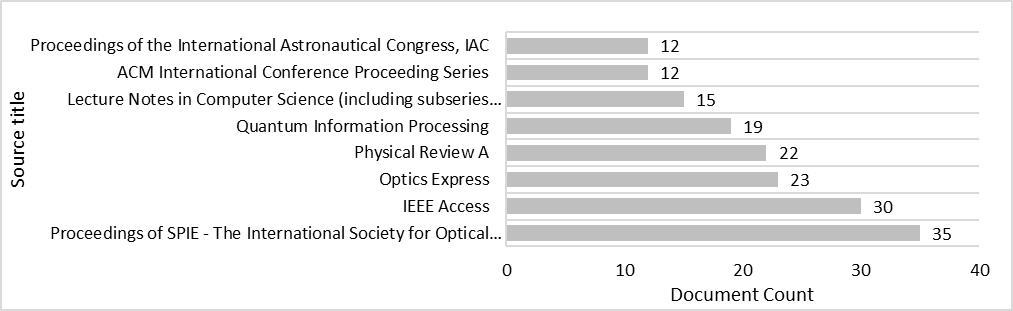 Source title
Proceedings of the International Astronautical Congress, IAC 12
ACM International Conference Proceeding Series 12
Lecture Notes in Computer Science (including subseries... 15
Quantum Information Processing 19
Physical Review A 22
Optics Express 23
IEEE Access 30
Proceedings of SPIE - The International Society for Optical... 35
0 10 20 30 40
Document Count